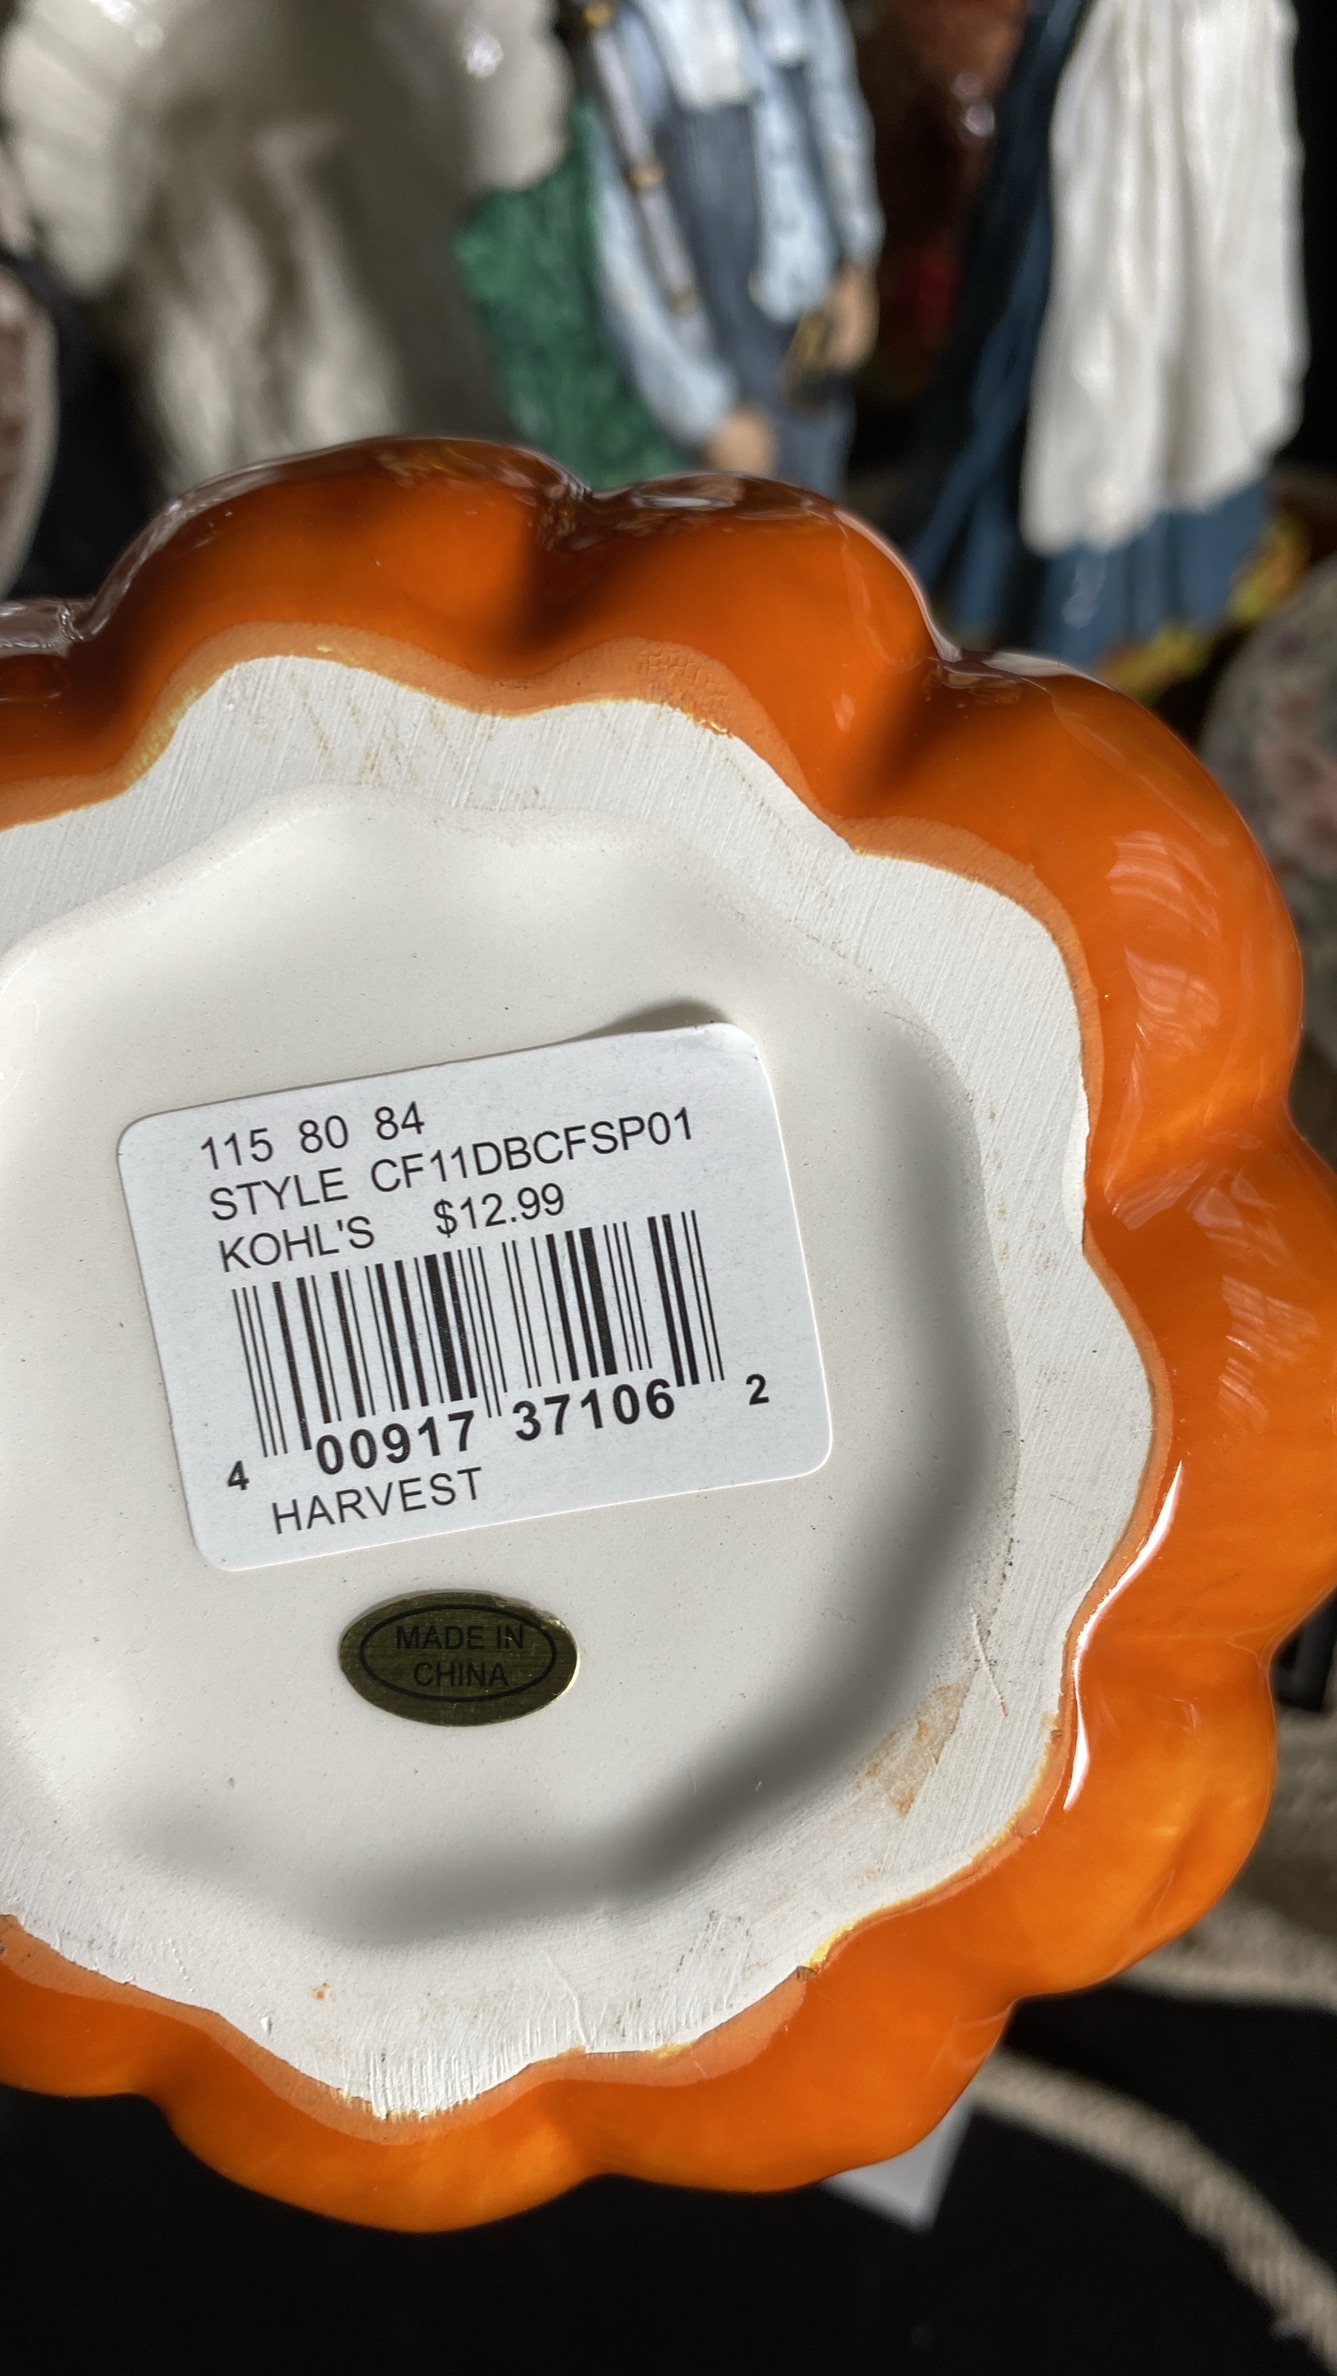 115 80 84
STYLE CF11DBCFSP01
KOHL'S $12.99
4 00917 37106 2
HARVEST
MADE IN
CHINA